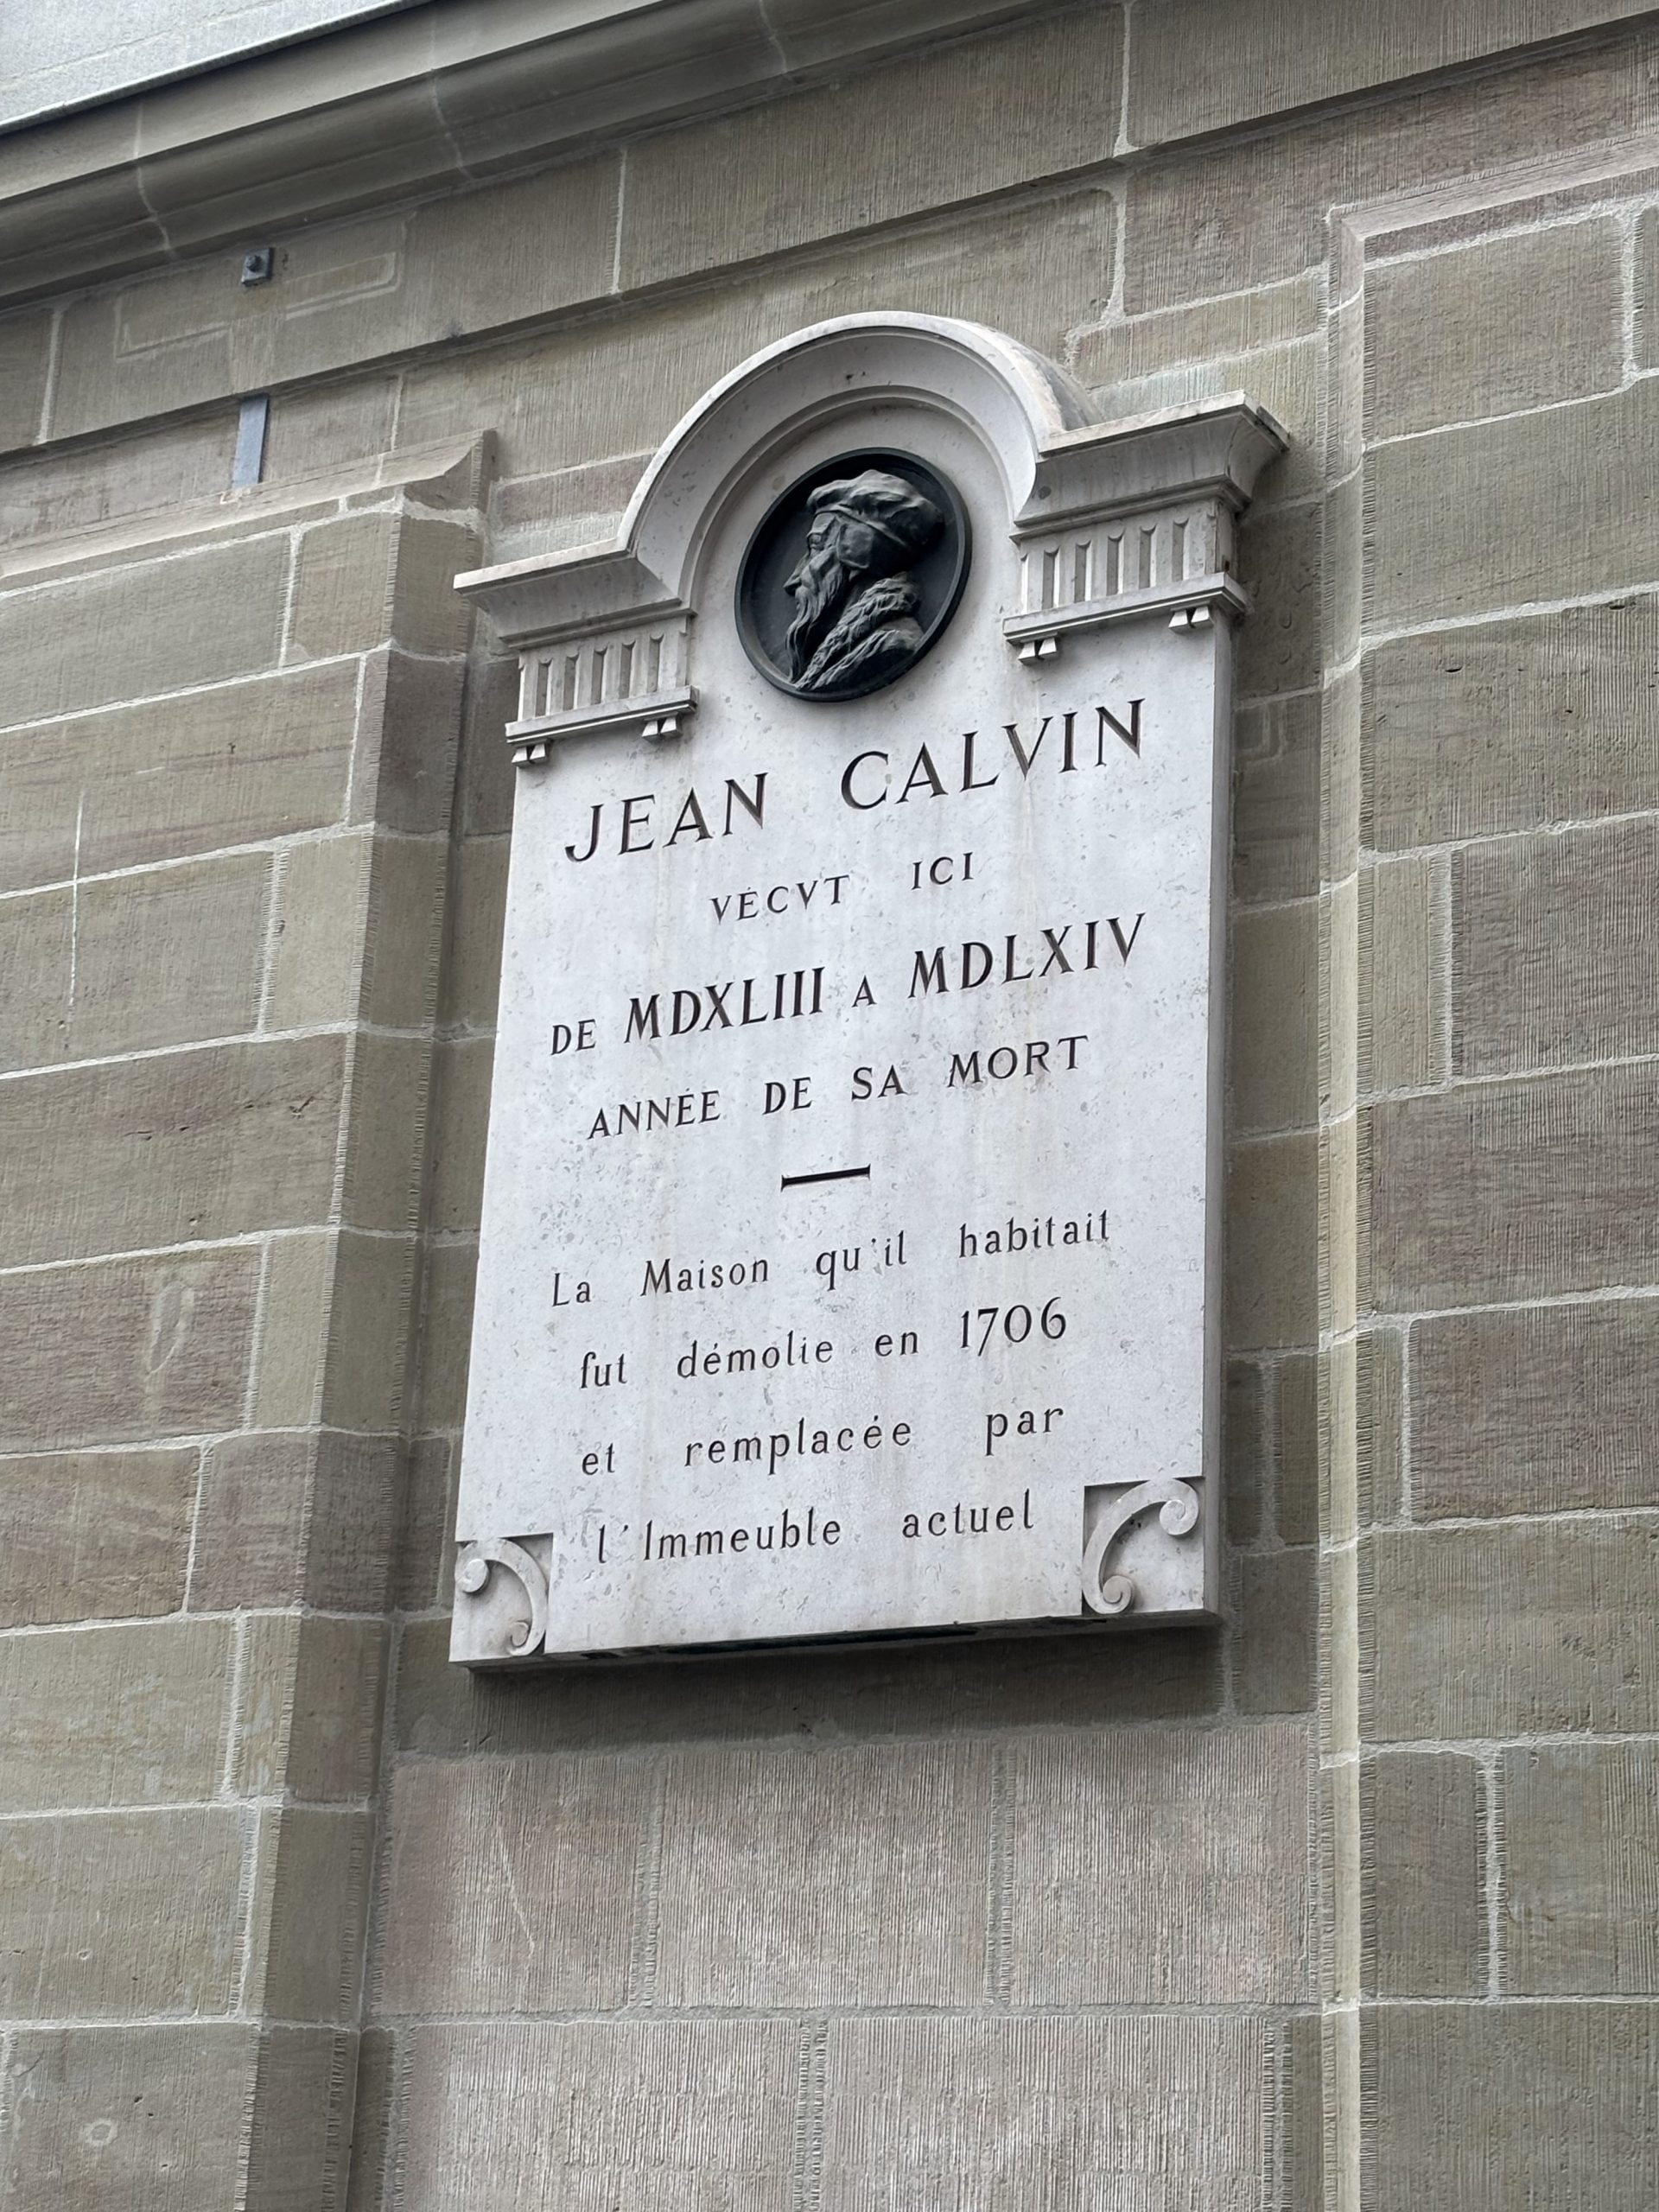 JEAN CALVIN
VÉCVT ICI
DE MDXLIII A MDLXIV
ANNÉE DE SA MORT
La Maison qu'il habitait
fut démolie en 1706
et remplacée par
l'Immeuble actuel